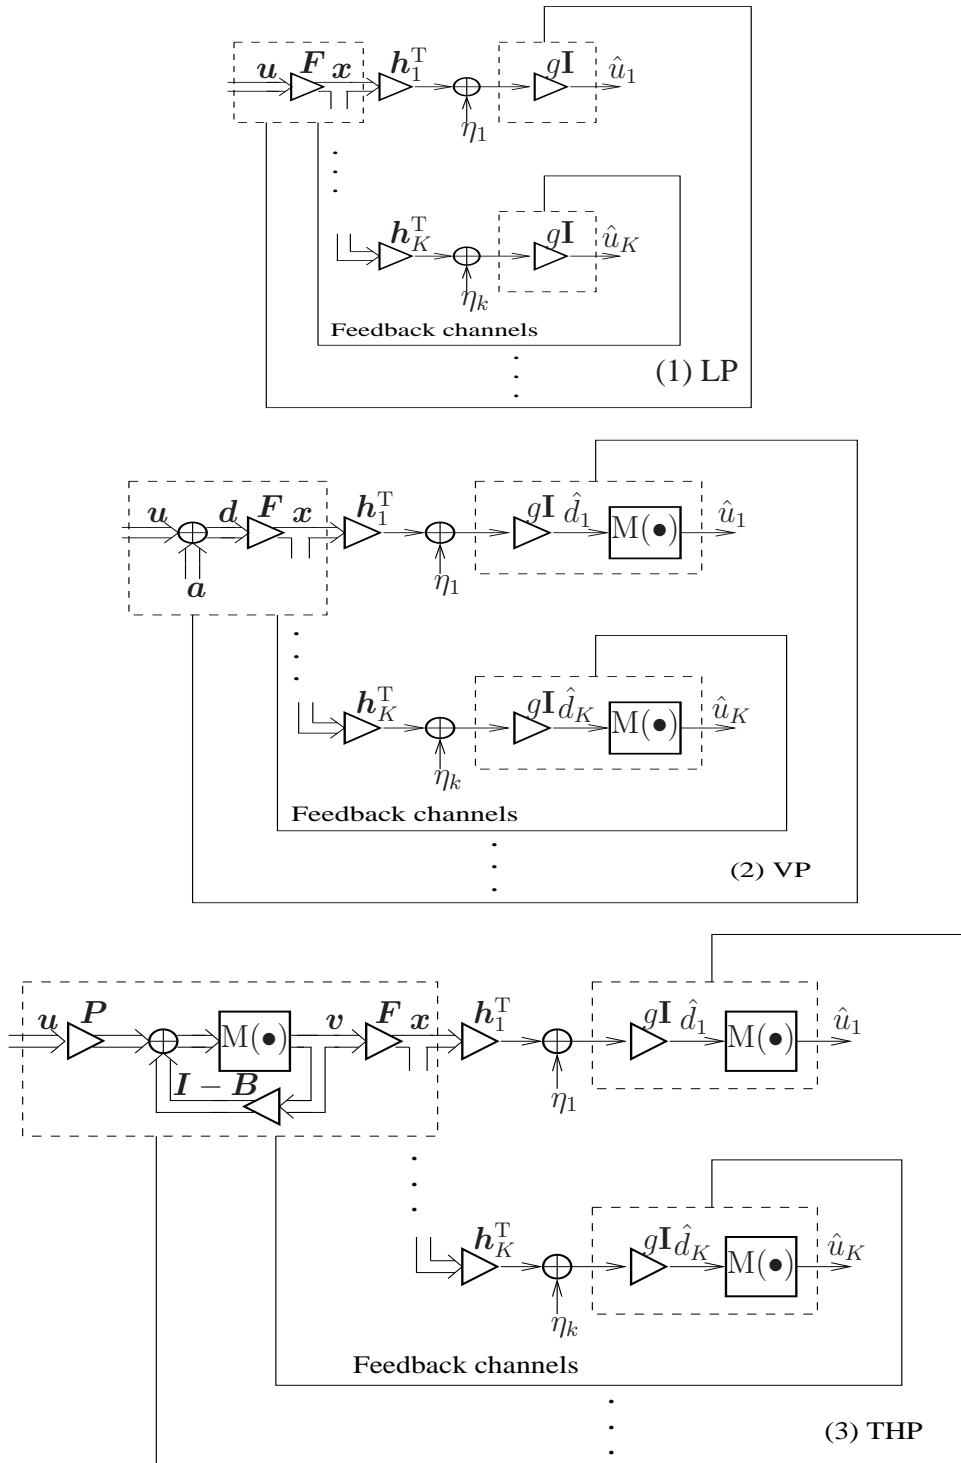 u F x h_1^T gI û_1
η_1
h_K^T gI û_K
η_k
Feedback channels
(1) LP
u d F x h_1^T gI d̂_1 M(●) û_1
a η_1
h_K^T gI d̂_K M(●) û_K
η_k
Feedback channels
(2) VP
u P M(●) v F x h_1^T gI d̂_1 M(●) û_1
I − B η_1
h_K^T gI d̂_K M(●) û_K
η_k
Feedback channels
(3) THP